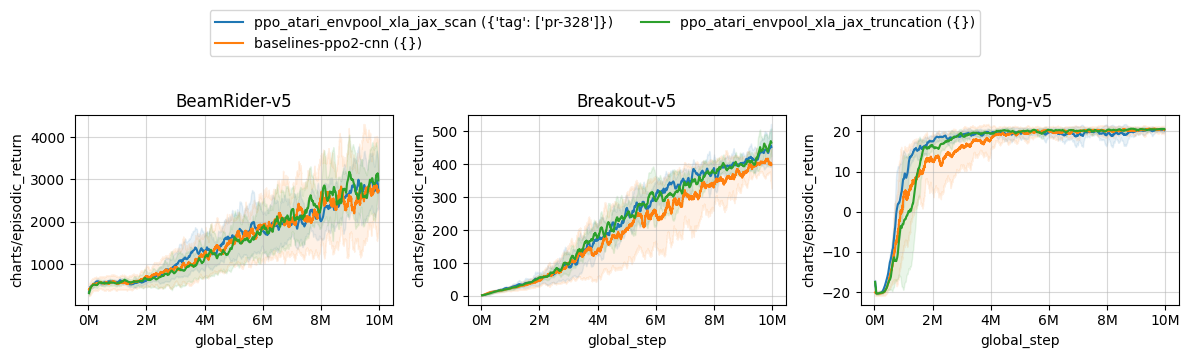 ppo_atari_envpool_xla_jax_scan ({'tag': ['pr-328']})
baselines-ppo2-cnn ({})
ppo_atari_envpool_xla_jax_truncation ({})
BeamRider-v5
charts/episodic_return
4000
3000
2000
1000
0M 2M 4M 6M 8M 10M
global_step
Breakout-v5
charts/episodic_return
500
400
300
200
100
0
0M 2M 4M 6M 8M 10M
global_step
Pong-v5
charts/episodic_return
20
10
0
−10
−20
0M 2M 4M 6M 8M 10M
global_step